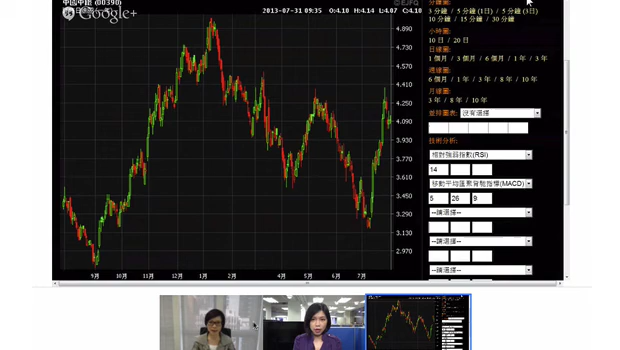 中國中鐵 (00390)
Google+
2013-07-31 09:35 O:4.10 H:4.14 L:4.07 C:4.10
© EJFQ
4.890
4.710
4.570
4.250
4.090
3.930
3.770
3.610
3.450
3.290
3.130
2.970
9月 10月 11月 12月 1月 2月 4月 5月 6月 7月
分鐘圖:
3 分鐘 / 5 分鐘 (1日) / 5 分鐘 (3日)
10 分鐘 / 15 分鐘 / 30 分鐘
小時圖:
10 日 / 20 日
日線圖:
1 個月 / 3 個月 / 6 個月 / 1 年 / 3 年
週線圖:
6 個月 / 1 年 / 3 年 / 8 年 / 10 年
月線圖:
3 年 / 8 年 / 10 年
並排圖表: 沒有選擇
技術分析:
相對強弱指數(RSI)
14
移動平均匯聚背馳指標(MACD)
5 26 9
--請選擇--
--請選擇--
--請選擇--